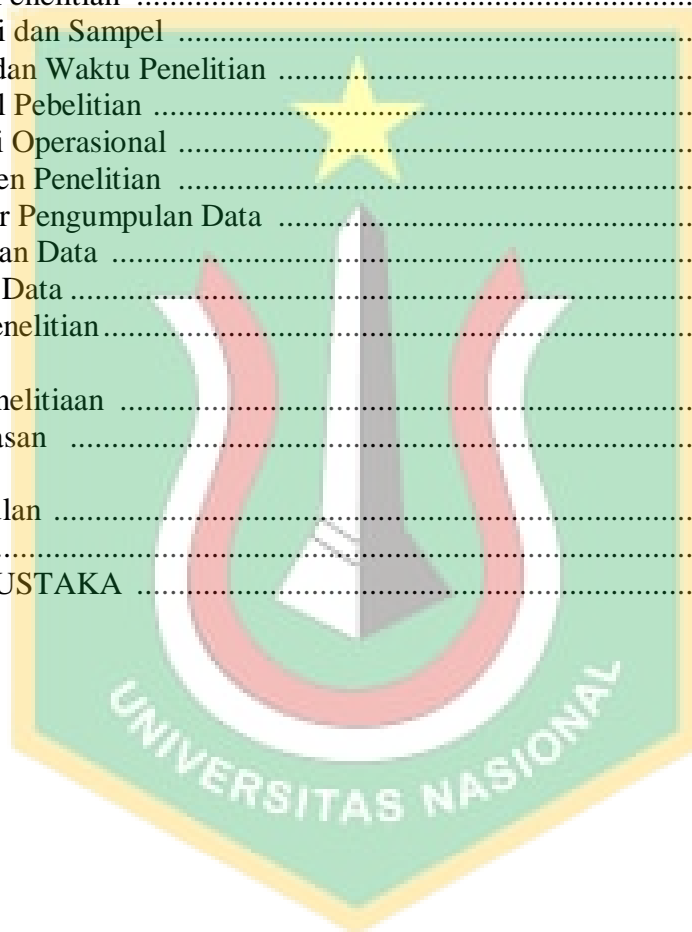 Penelitian ........................................................................
i dan Sampel ........................................................................
dan Waktu Penelitian ........................................................................
l Pebelitian ........................................................................
i Operasional ........................................................................
en Penelitian ........................................................................
r Pengumpulan Data ........................................................................
an Data ........................................................................
Data ........................................................................
enelitian ........................................................................
nelitiaan ........................................................................
asan ........................................................................
lan ........................................................................
........................................................................
USTAKA ........................................................................
UNIVERSITAS NASIONAL